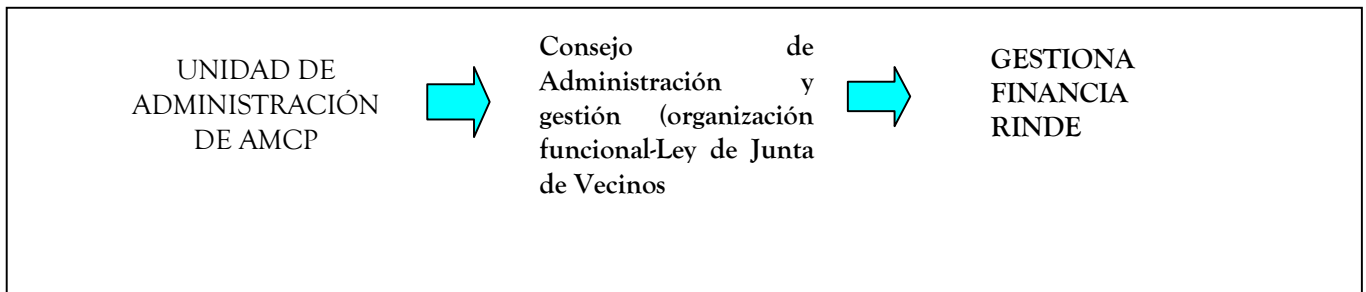 UNIDAD DE
ADMINISTRACIÓN
DE AMCP
Consejo de
Administración y
gestión (organización
funcional-Ley de Junta
de Vecinos
GESTIONA
FINANCIA
RINDE